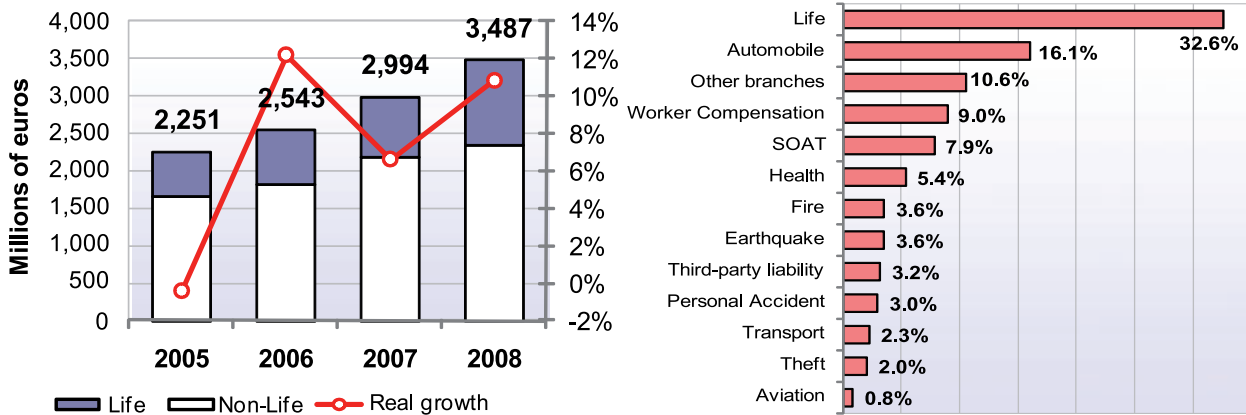 Millions of euros
4,000
3,500
3,000
2,500
2,000
1,500
1,000
500
0
2,251
2,543
2,994
3,487
14%
12%
10%
8%
6%
4%
2%
0%
-2%
2005 2006 2007 2008
Life Non-Life Real growth
Life 32.6%
Automobile 16.1%
Other branches 10.6%
Worker Compensation 9.0%
SOAT 7.9%
Health 5.4%
Fire 3.6%
Earthquake 3.6%
Third-party liability 3.2%
Personal Accident 3.0%
Transport 2.3%
Theft 2.0%
Aviation 0.8%